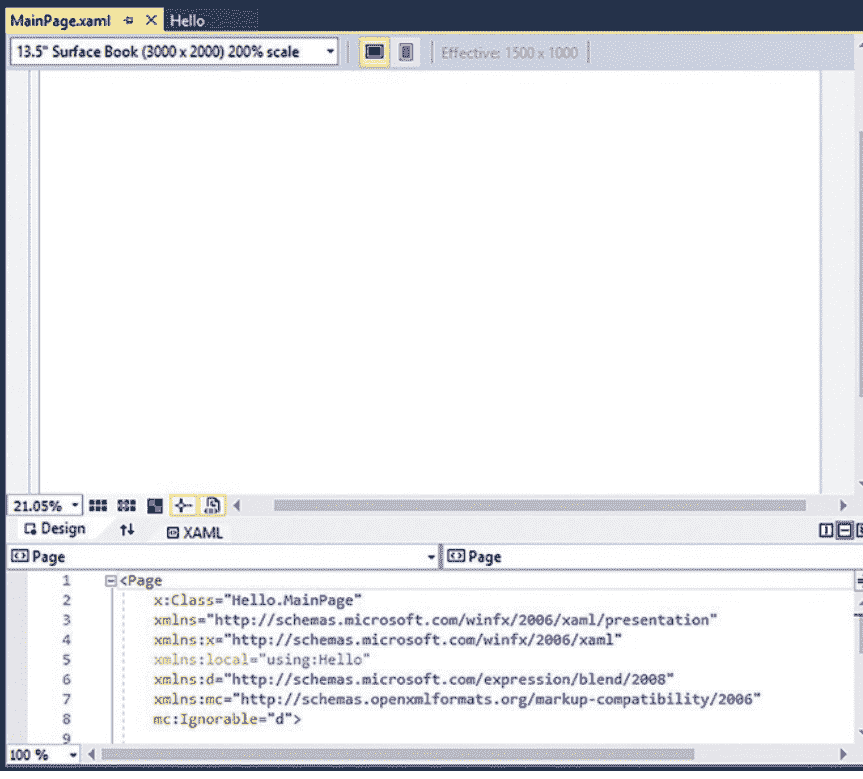 MainPage.xaml Hello
13.5" Surface Book (3000 x 2000) 200% scale Effective: 1500 x 1000
21.05%
Design XAML
Page Page
1 <Page
2 x:Class="Hello.MainPage"
3 xmlns="http://schemas.microsoft.com/winfx/2006/xaml/presentation"
4 xmlns:x="http://schemas.microsoft.com/winfx/2006/xaml"
5 xmlns:local="using:Hello"
6 xmlns:d="http://schemas.microsoft.com/expression/blend/2008"
7 xmlns:mc="http://schemas.openxmlformats.org/markup-compatibility/2006"
8 mc:Ignorable="d">
9
100 %